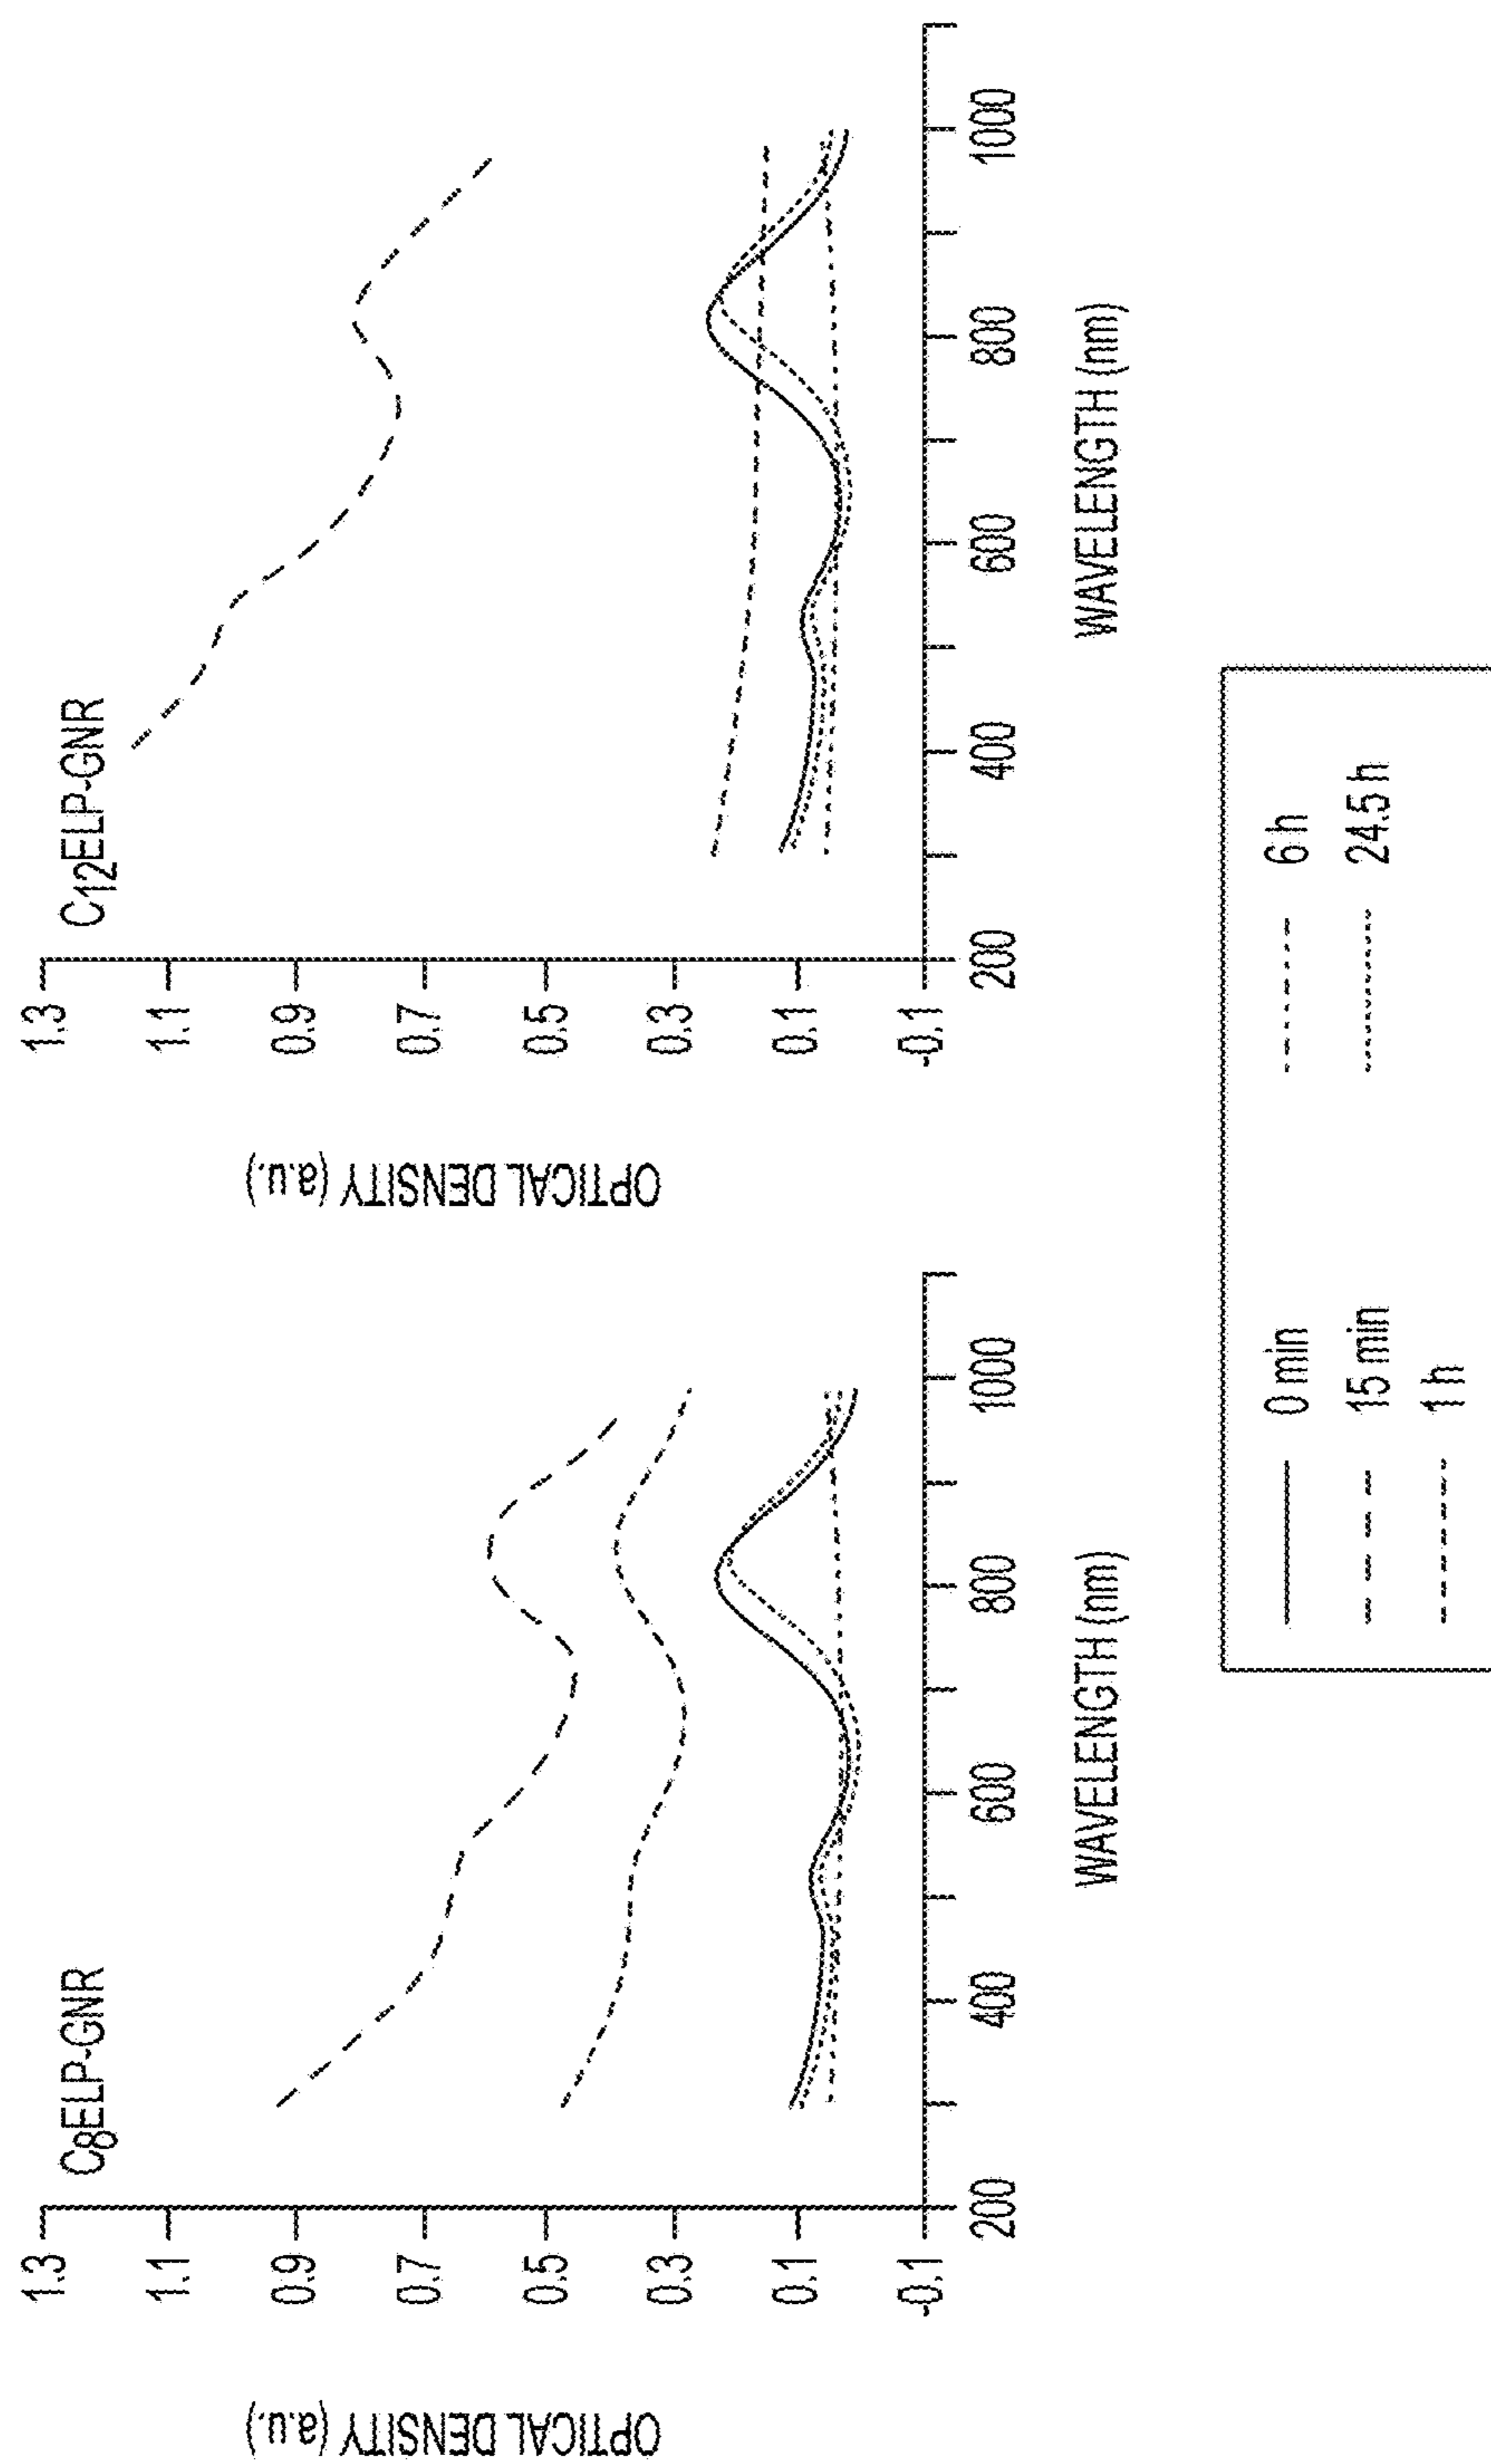 C8ELP-GNR
OPTICAL DENSITY (a.u.)
1.3
1.1
0.9
0.7
0.5
0.3
0.1
-0.1
200
400
600
800
1000
WAVELENGTH (nm)
C12ELP-GNR
OPTICAL DENSITY (a.u.)
1.3
1.1
0.9
0.7
0.5
0.3
0.1
-0.1
200
400
600
800
1000
WAVELENGTH (nm)
0 min
15 min
1 h
6 h
24.5 h